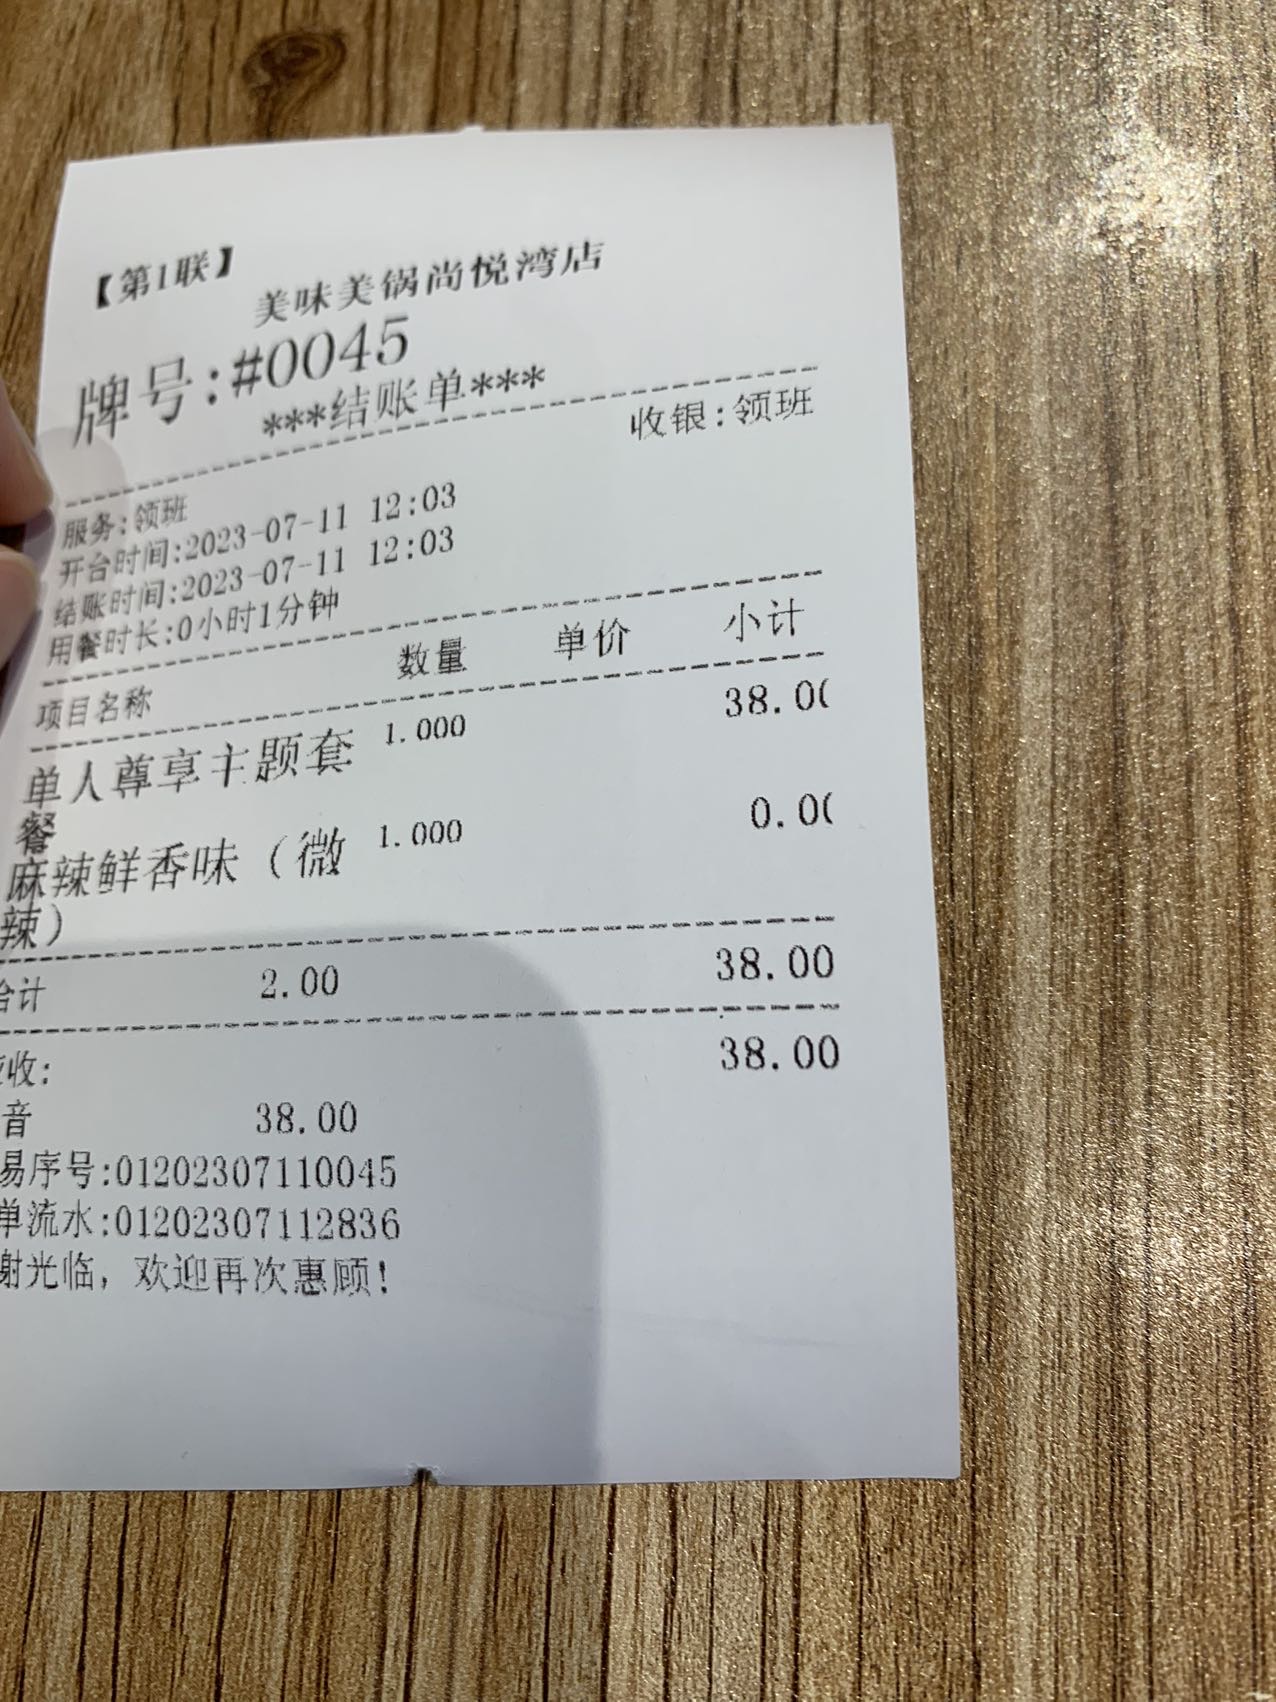 【第1联】
美味美锅尚悦湾店
牌号:#0045
***结账单***
收银:领班
服务:领班
开台时间:2023-07-11 12:03
结账时间:2023-07-11 12:03
用餐时长:0小时1分钟
项目名称 数量 单价 小计
单人尊享主题套 1.000 38.0
餐
麻辣鲜香味（微 1.000 0.0
辣）
合计 2.00 38.00
应收: 38.00
音 38.00
易序号:01202307110045
单流水:01202307112836
谢光临，欢迎再次惠顾!